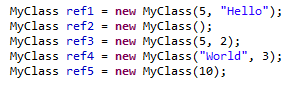 MyClass ref1 = new MyClass(5, "Hello");
MyClass ref2 = new MyClass();
MyClass ref3 = new MyClass(5, 2);
MyClass ref4 = new MyClass("World", 3);
MyClass ref5 = new MyClass(10);